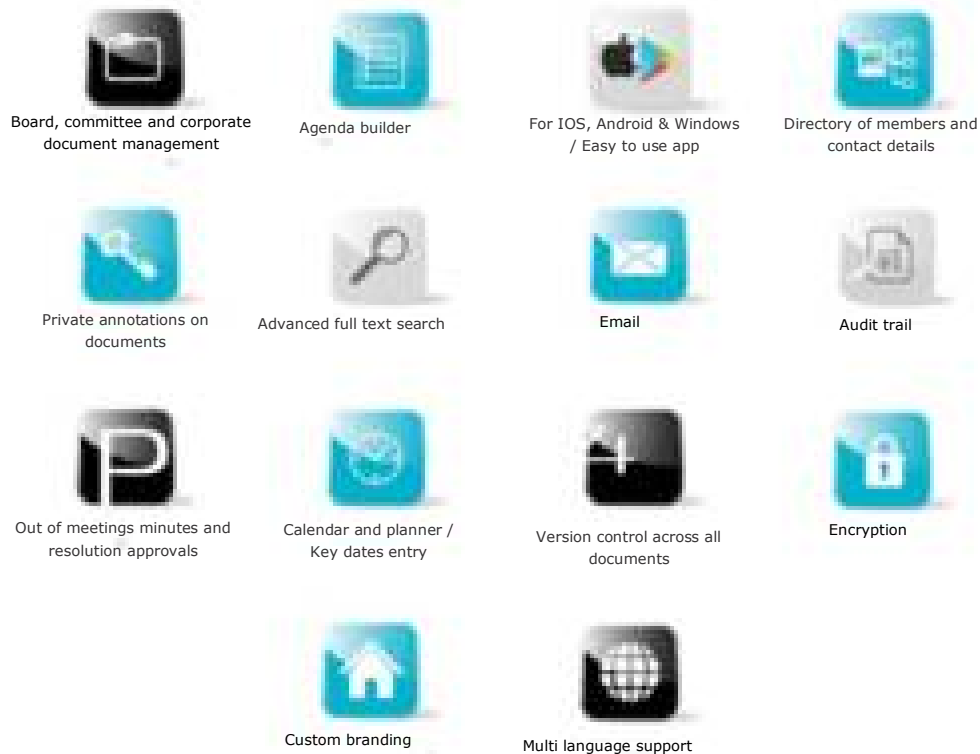 Board, committee and corporate
document management
Agenda builder
For IOS, Android & Windows
/ Easy to use app
Directory of members and
contact details
Private annotations on
documents
Advanced full text search
Email
Audit trail
P
Out of meetings minutes and
resolution approvals
Calendar and planner /
Key dates entry
Version control across all
documents
Encryption
Custom branding
Multi language support